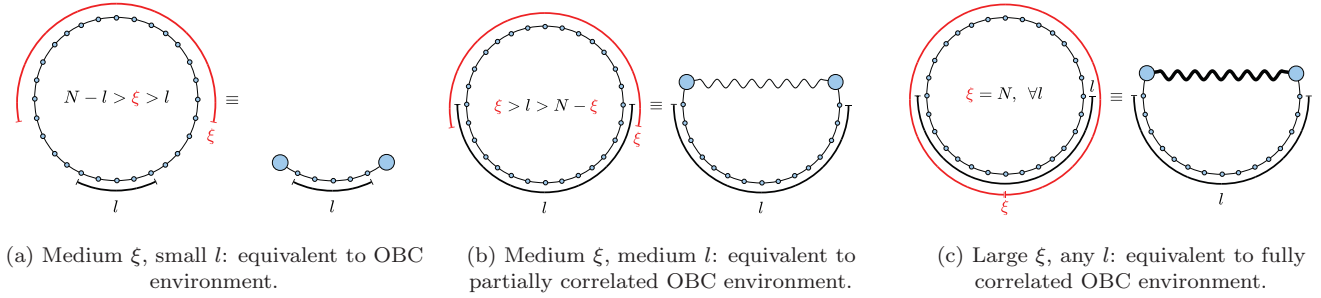 N − l > ξ > l
≡
ξ
l
l
(a) Medium ξ, small l: equivalent to OBC
environment.
ξ > l > N − ξ
≡
ξ
l
l
(b) Medium ξ, medium l: equivalent to
partially correlated OBC environment.
ξ = N, ∀l
l
≡
ξ
l
(c) Large ξ, any l: equivalent to fully
correlated OBC environment.